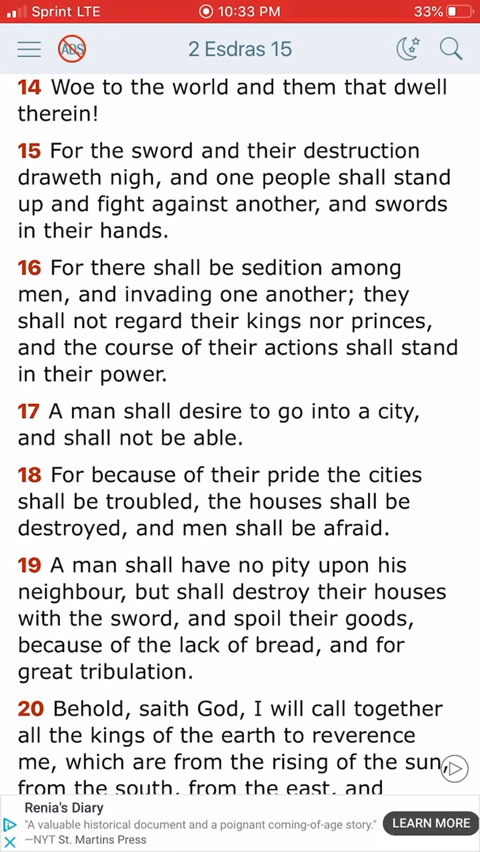 Sprint LTE 10:33 PM 33%
ADS 2 Esdras 15
14 Woe to the world and them that dwell
therein!
15 For the sword and their destruction
draweth nigh, and one people shall stand
up and fight against another, and swords
in their hands.
16 For there shall be sedition among
men, and invading one another; they
shall not regard their kings nor princes,
and the course of their actions shall stand
in their power.
17 A man shall desire to go into a city,
and shall not be able.
18 For because of their pride the cities
shall be troubled, the houses shall be
destroyed, and men shall be afraid.
19 A man shall have no pity upon his
neighbour, but shall destroy their houses
with the sword, and spoil their goods,
because of the lack of bread, and for
great tribulation.
20 Behold, saith God, I will call together
all the kings of the earth to reverence
me, which are from the rising of the sun,
from the south, from the east, and
Renia's Diary
"A valuable historical document and a poignant coming-of-age story."
—NYT St. Martins Press
LEARN MORE